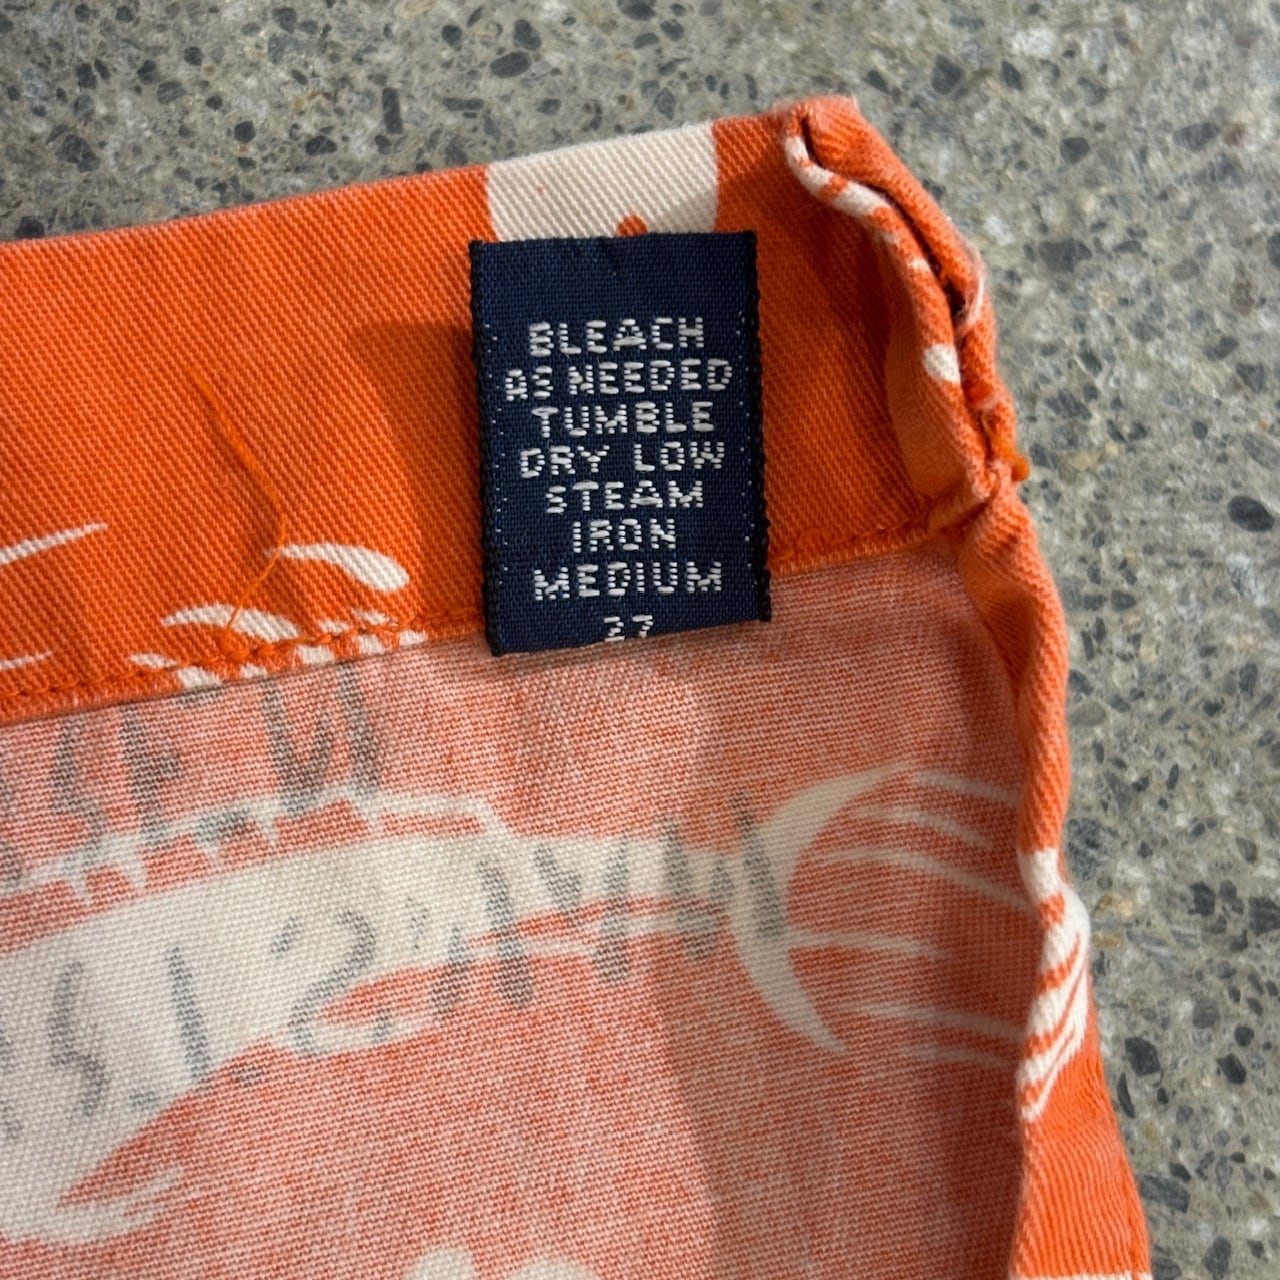 BLEACH
AS NEEDED
TUMBLE
DRY LOW
STEAM
IRON
MEDIUM
27